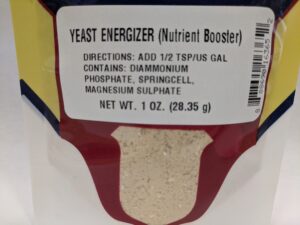 YEAST ENERGIZER (Nutrient Booster)
DIRECTIONS: ADD 1/2 TSP/US GAL
CONTAINS: DIAMMONIUM
PHOSPHATE, SPRINGCELL,
MAGNESIUM SULPHATE
NET WT. 1 OZ. (28.35 g)